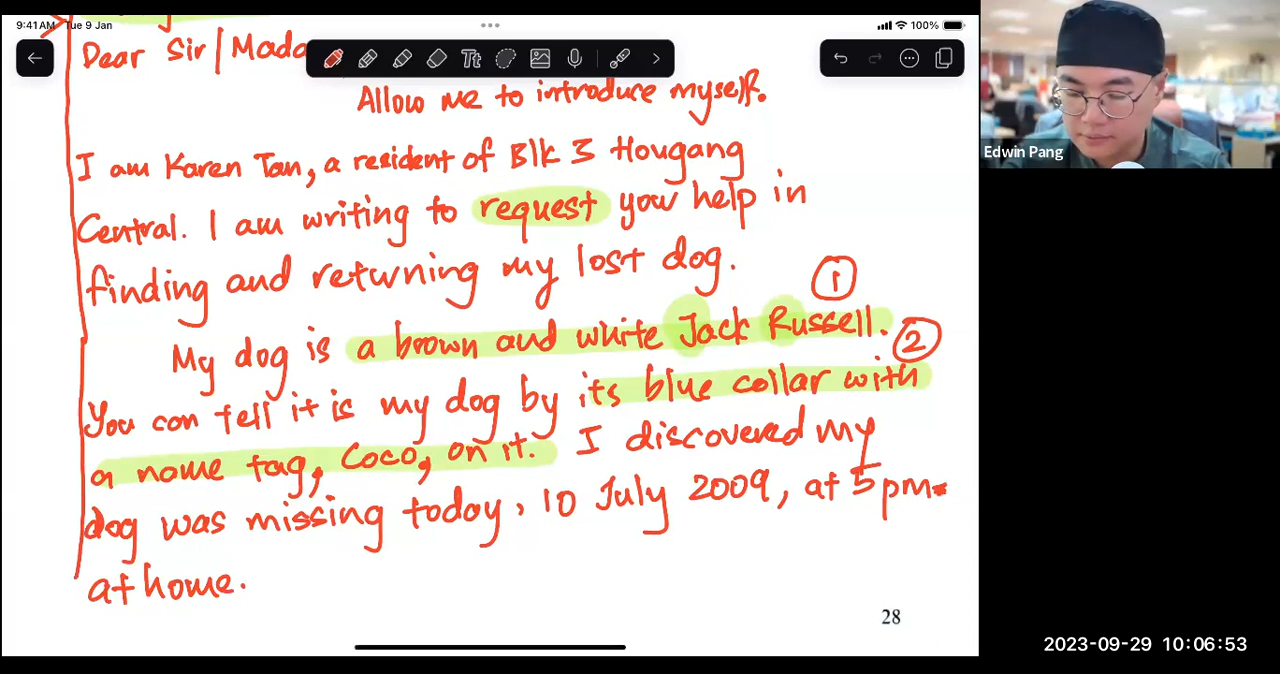 9:41AM Tue 9 Jan
100%
Dear Sir/Mada
Tt
Allow me to introduce myself.
I am Karen Tan, a resident of Blk 3 Hougang
Central. I am writing to request your help in
finding and returning my lost dog.
1
My dog is a brown and white Jack Russell.
2
You can tell it is my dog by its blue collar with
a name tag, Coco, on it. I discovered my
dog was missing today, 10 July 2009, at 5pm.
at home.
28
Edwin Pang
2023-09-29 10:06:53